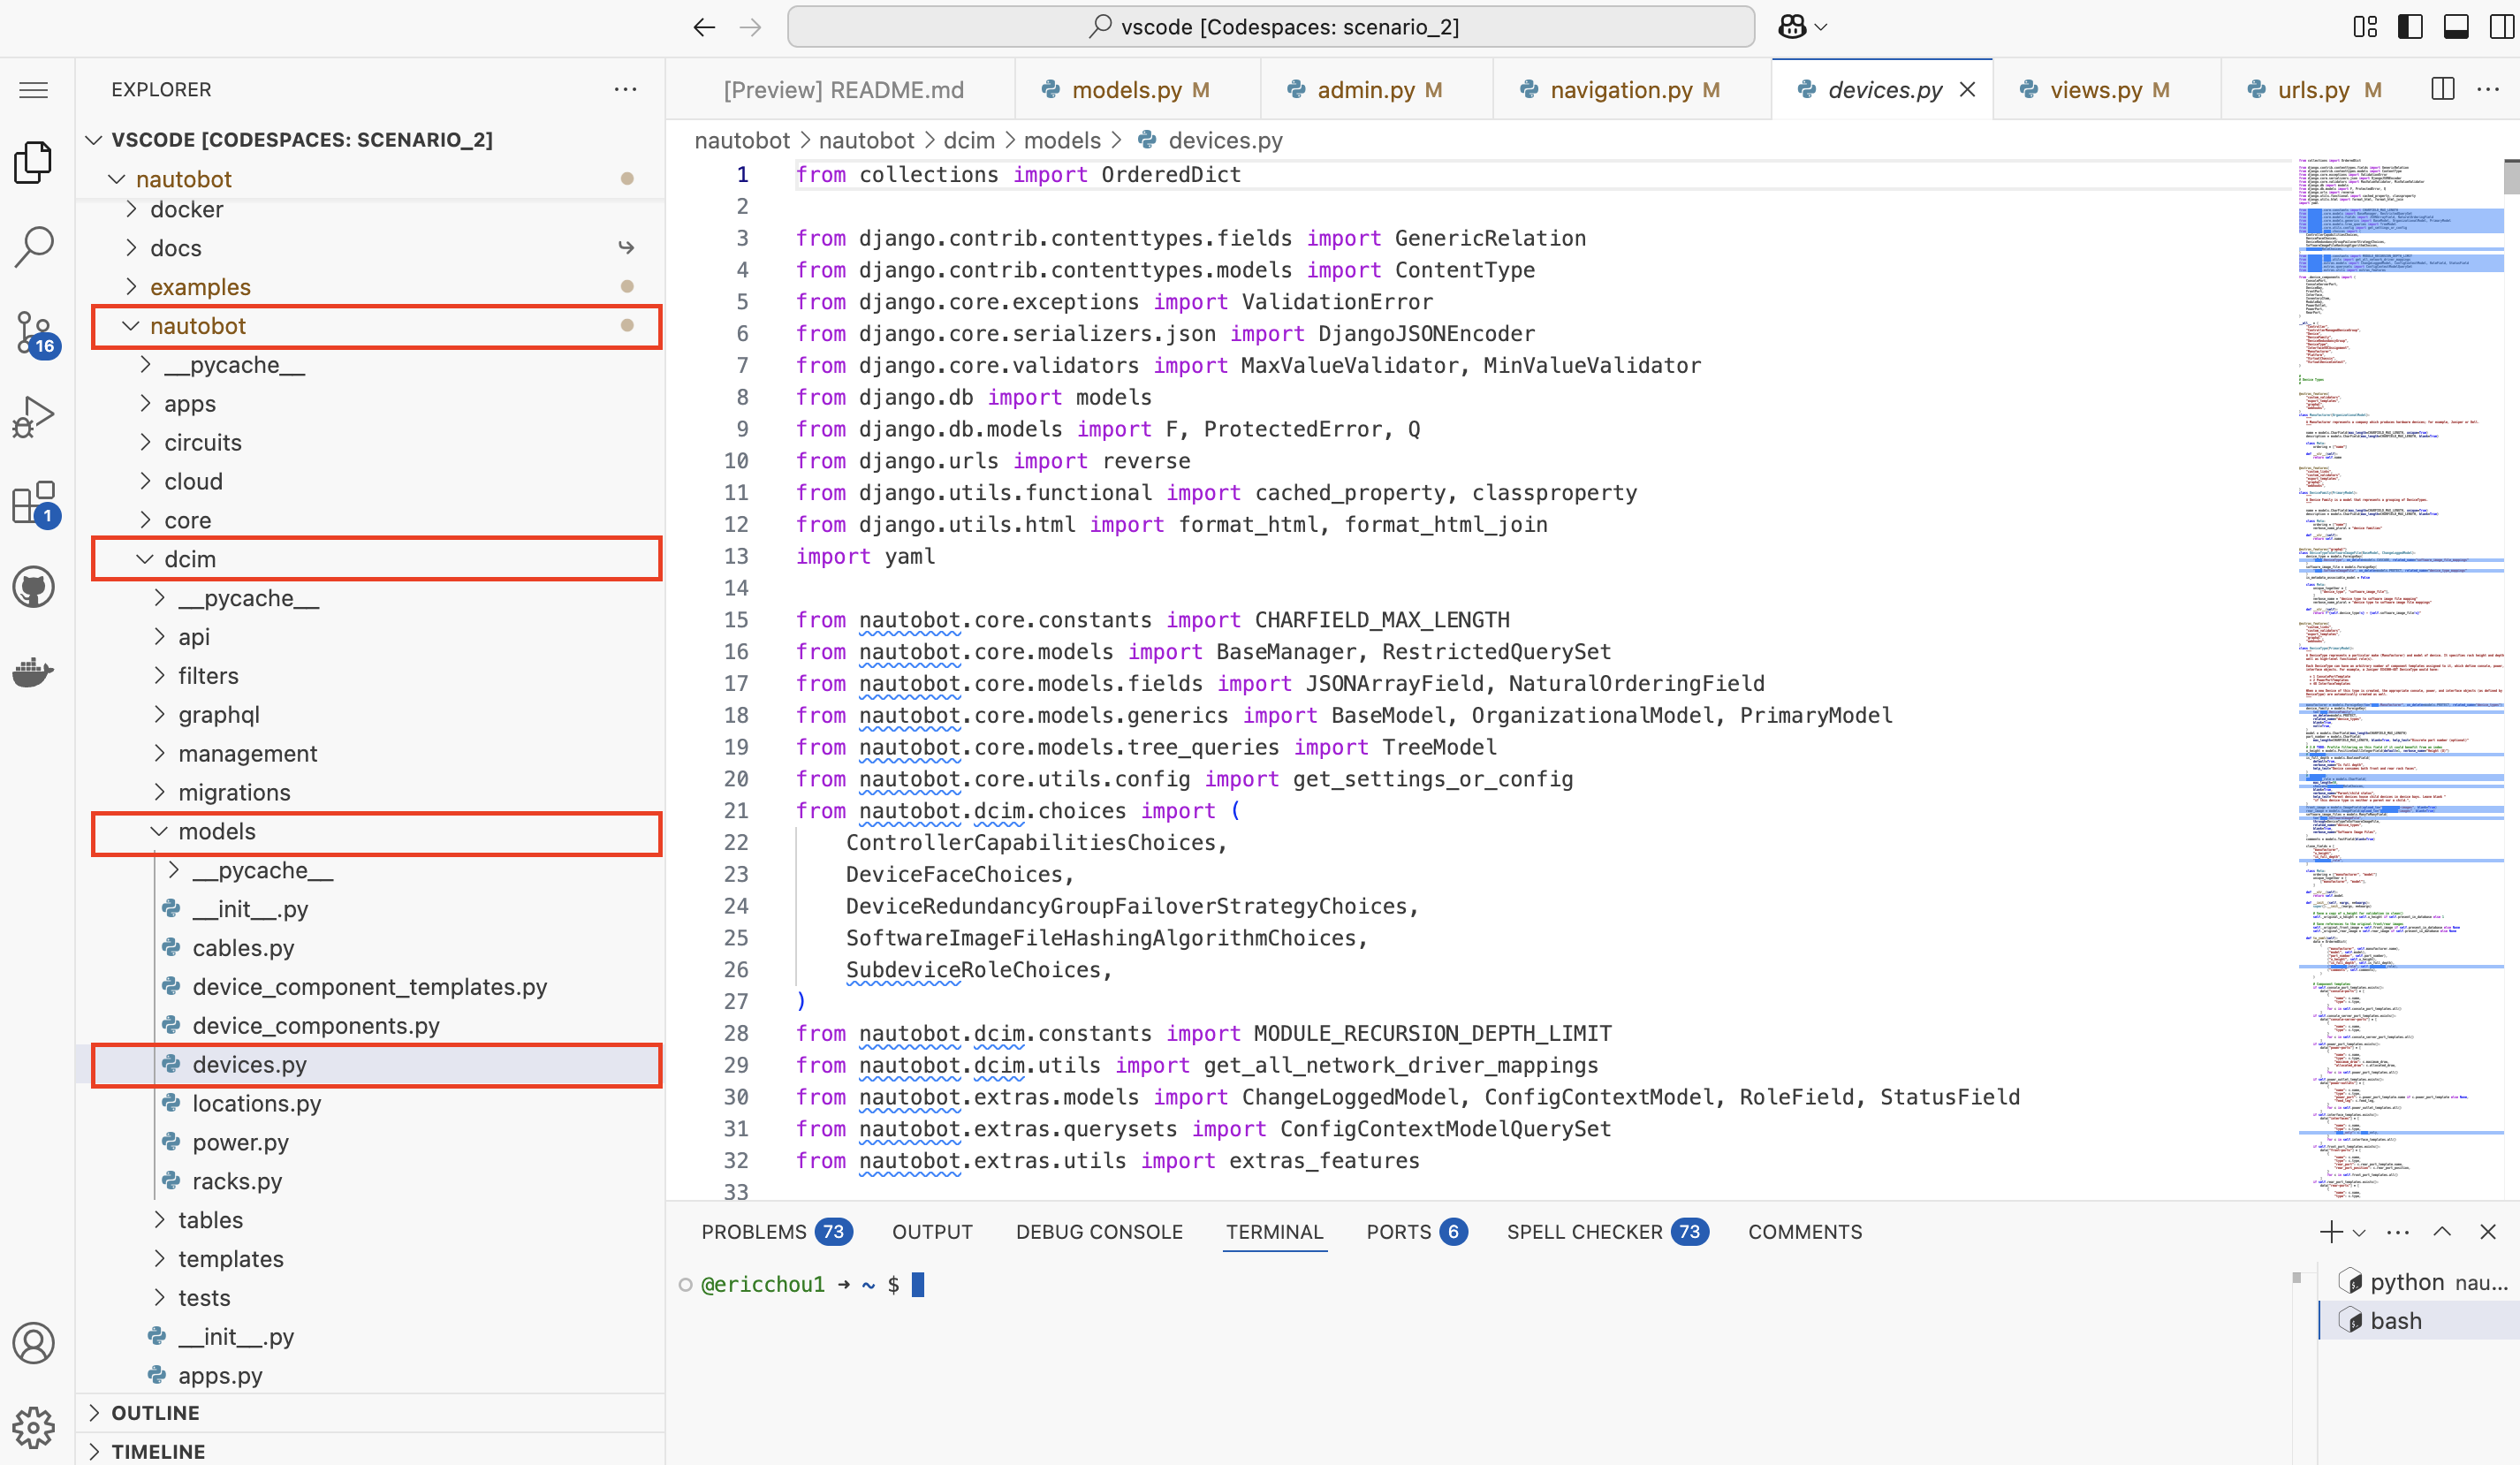 vscode [Codespaces: scenario_2]
EXPLORER
VSCODE [CODESPACES: SCENARIO_2]
nautobot
docker
docs
examples
nautobot
__pycache__
apps
circuits
cloud
core
dcim
__pycache__
api
filters
graphql
management
migrations
models
__pycache__
__init__.py
cables.py
device_component_templates.py
device_components.py
devices.py
locations.py
power.py
racks.py
tables
templates
tests
__init__.py
apps.py
OUTLINE
TIMELINE
16
1
[Preview] README.md
models.py M
admin.py M
navigation.py M
devices.py
views.py M
urls.py M
nautobot > nautobot > dcim > models > devices.py
1 from collections import OrderedDict
2
3 from django.contrib.contenttypes.fields import GenericRelation
4 from django.contrib.contenttypes.models import ContentType
5 from django.core.exceptions import ValidationError
6 from django.core.serializers.json import DjangoJSONEncoder
7 from django.core.validators import MaxValueValidator, MinValueValidator
8 from django.db import models
9 from django.db.models import F, ProtectedError, Q
10 from django.urls import reverse
11 from django.utils.functional import cached_property, classproperty
12 from django.utils.html import format_html, format_html_join
13 import yaml
14
15 from nautobot.core.constants import CHARFIELD_MAX_LENGTH
16 from nautobot.core.models import BaseManager, RestrictedQuerySet
17 from nautobot.core.models.fields import JSONArrayField, NaturalOrderingField
18 from nautobot.core.models.generics import BaseModel, OrganizationalModel, PrimaryModel
19 from nautobot.core.models.tree_queries import TreeModel
20 from nautobot.core.utils.config import get_settings_or_config
21 from nautobot.dcim.choices import (
22     ControllerCapabilitiesChoices,
23     DeviceFaceChoices,
24     DeviceRedundancyGroupFailoverStrategyChoices,
25     SoftwareImageFileHashingAlgorithmChoices,
26     SubdeviceRoleChoices,
27 )
28 from nautobot.dcim.constants import MODULE_RECURSION_DEPTH_LIMIT
29 from nautobot.dcim.utils import get_all_network_driver_mappings
30 from nautobot.extras.models import ChangeLoggedModel, ConfigContextModel, RoleField, StatusField
31 from nautobot.extras.querysets import ConfigContextModelQuerySet
32 from nautobot.extras.utils import extras_features
33
PROBLEMS 73 OUTPUT DEBUG CONSOLE TERMINAL PORTS 6 SPELL CHECKER 73 COMMENTS
@ericchou1 → ~ $
python nau...
bash